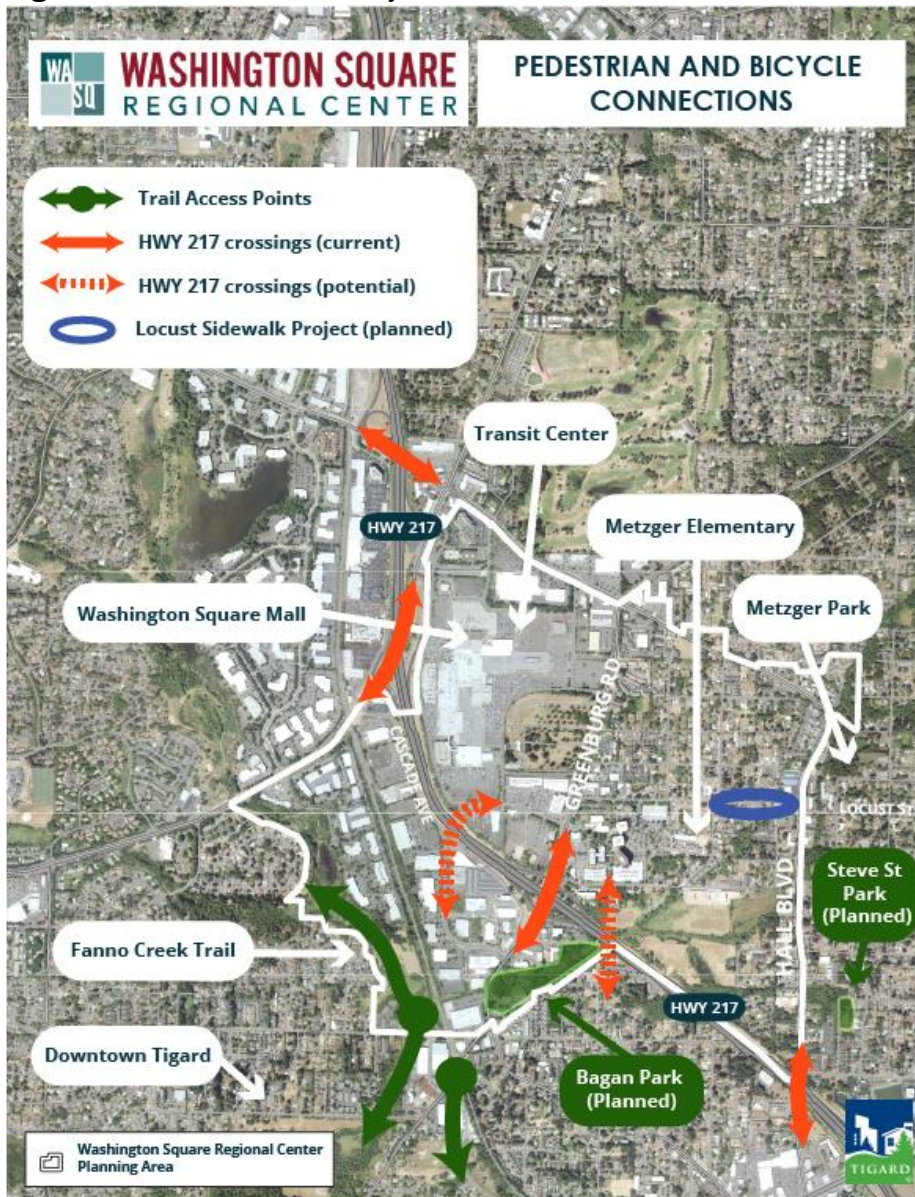 WA
SQ
WASHINGTON SQUARE
REGIONAL CENTER
PEDESTRIAN AND BICYCLE
CONNECTIONS
Trail Access Points
HWY 217 crossings (current)
HWY 217 crossings (potential)
Locust Sidewalk Project (planned)
Transit Center
HWY 217
Metzger Elementary
Washington Square Mall
Metzger Park
GREENBURG RD
CASCADE AVE
LOCUST ST
HALL BLVD
Steve St
Park
(Planned)
Fanno Creek Trail
HWY 217
Downtown Tigard
Bagan Park
(Planned)
Washington Square Regional Center
Planning Area
TIGARD